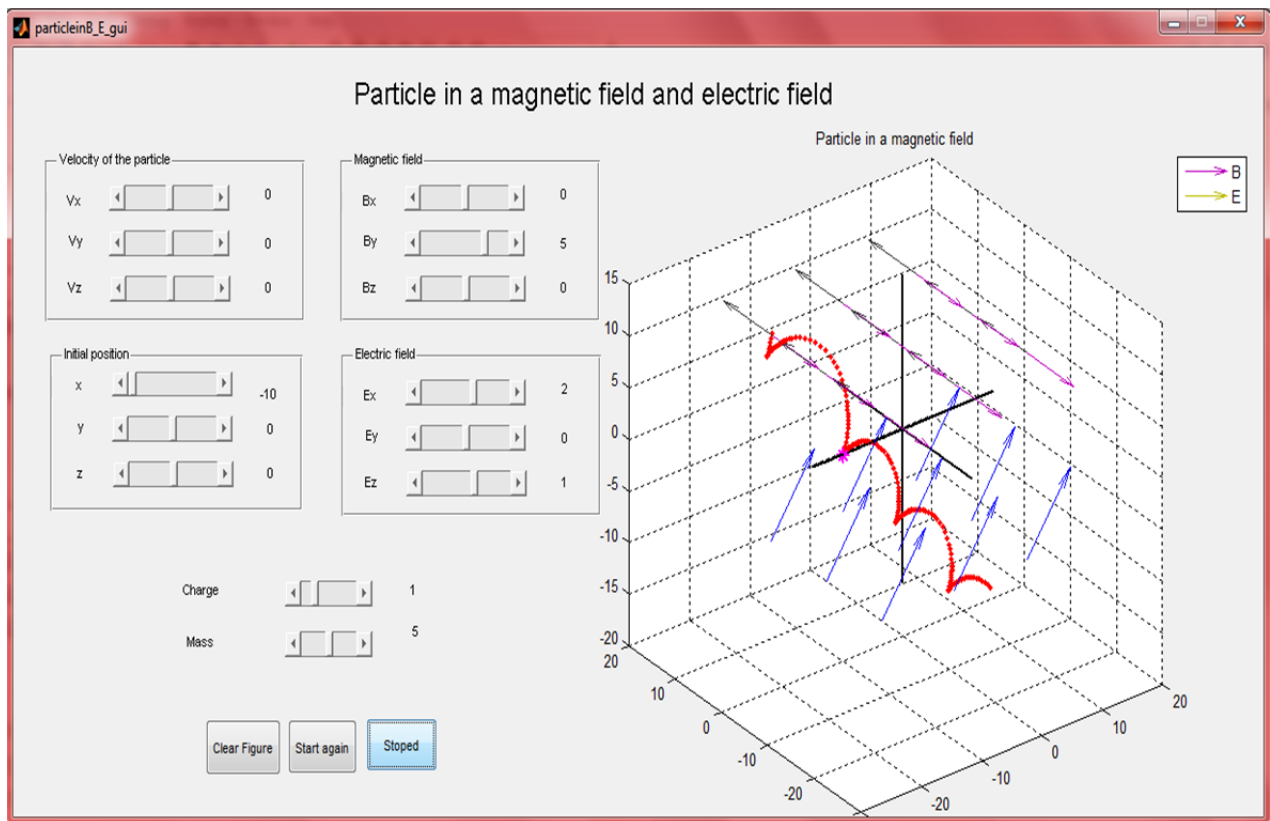 particleinB_E_gui
Particle in a magnetic field and electric field
Velocity of the particle
Vx 0
Vy 0
Vz 0
Magnetic field
Bx 0
By 5
Bz 0
Initial position
x -10
y 0
z 0
Electric field
Ex 2
Ey 0
Ez 1
Charge 1
Mass 5
Clear Figure
Start again
Stoped
Particle in a magnetic field
B
E
15
10
5
0
-5
-10
-15
-20
20
10
0
-10
-20
-20
-10
0
10
20